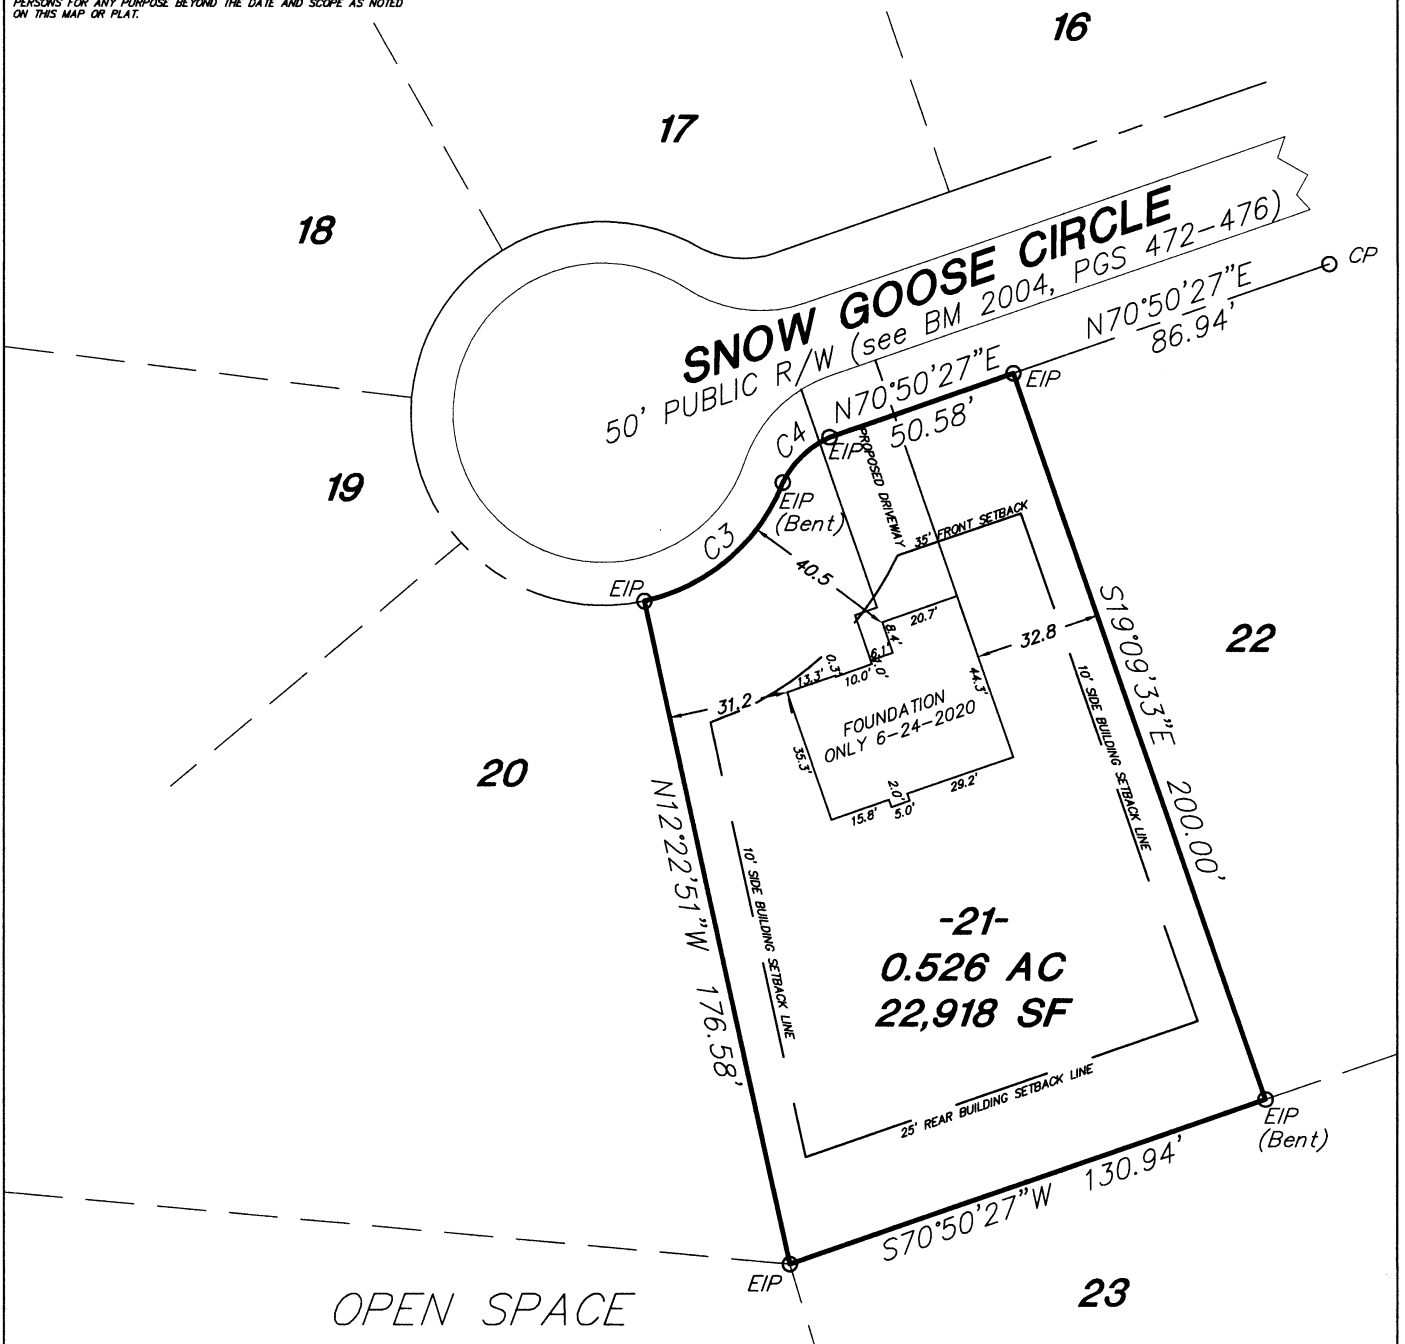 PERSONS FOR ANY PURPOSE BEYOND THE DATE AND SCOPE AS NOTED
ON THIS MAP OR PLAT.
16
17
18
SNOW GOOSE CIRCLE
50' PUBLIC R/W (see BM 2004, PGS 472-476)
CP
N70°50'27"E
86.94'
N70°50'27"E
50.58'
EIP
C4
EIP
EIP
(Bent)
PROPOSED DRIVEWAY
19
C3
35' FRONT SETBACK
40.5
EIP
20.7'
8.4'
6.1'
32.8
S19°09'33"E 200.00'
22
0.3'
13.3'
10.0'
44.3'
31.2
10' SIDE BUILDING SETBACK LINE
FOUNDATION
ONLY 6-24-2020
35.3'
20
2.0'
29.2'
15.8'
5.0'
N12°22'51"W 176.58'
10' SIDE BUILDING SETBACK LINE
-21-
0.526 AC
22,918 SF
25' REAR BUILDING SETBACK LINE
EIP
(Bent)
S70°50'27"W 130.94'
EIP
OPEN SPACE
23